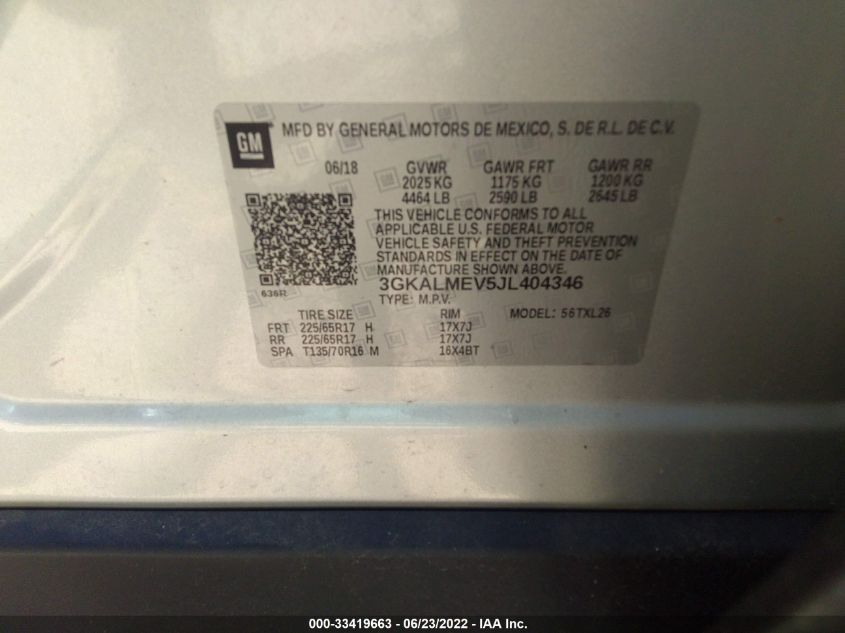 GM
MFD BY GENERAL MOTORS DE MEXICO, S. DE R.L. DE C.V.
06/18 GVWR GAWR FRT GAWR RR
2025 KG 1175 KG 1200 KG
4464 LB 2590 LB 2645 LB
THIS VEHICLE CONFORMS TO ALL
APPLICABLE U.S. FEDERAL MOTOR
VEHICLE SAFETY AND THEFT PREVENTION
STANDARDS IN EFFECT ON THE DATE OF
MANUFACTURE SHOWN ABOVE.
636R 3GKALMEV5JL404346
TYPE: M.P.V.
TIRE SIZE RIM MODEL: 56TXL26
FRT 225/65R17 H 17X7J
RR 225/65R17 H 17X7J
SPA T135/70R16 M 16X4BT
000-33419663 - 06/23/2022 - IAA Inc.